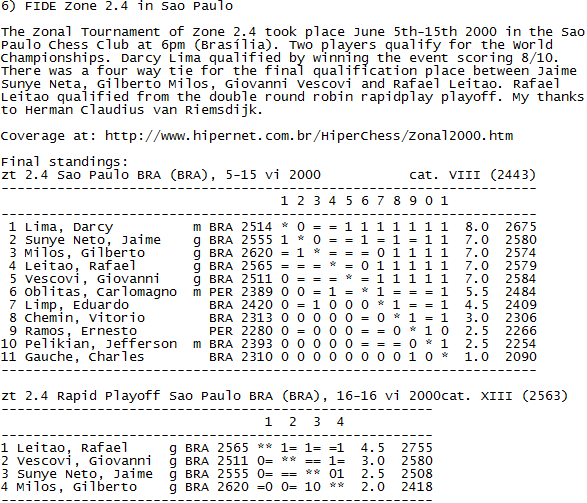 6) FIDE Zone 2.4 in Sao Paulo
The Zonal Tournament of Zone 2.4 took place June 5th-15th 2000 in the Sao
Paulo Chess Club at 6pm (Brasília). Two players qualify for the World
Championships. Darcy Lima qualified by winning the event scoring 8/10.
There was a four way tie for the final qualification place between Jaime
Sunye Neta, Gilberto Milos, Giovanni Vescovi and Rafael Leitao. Rafael
Leitao qualified from the double round robin rapidplay playoff. My thanks
to Herman Claudius van Riemsdijk.
Coverage at: http://www.hipernet.com.br/HiperChess/Zonal2000.htm
Final standings:
zt 2.4 Sao Paulo BRA (BRA), 5-15 vi 2000 cat. VIII (2443)
-------------------------------------------------------------------
1 2 3 4 5 6 7 8 9 0 1
-------------------------------------------------------------------
1 Lima, Darcy m BRA 2514 * 0 = = 1 1 1 1 1 1 1 8.0 2675
2 Sunye Neto, Jaime g BRA 2555 1 * 0 = = 1 = 1 = 1 1 7.0 2580
3 Milos, Gilberto g BRA 2620 = 1 * = = = 0 1 1 1 1 7.0 2574
4 Leitao, Rafael g BRA 2565 = = = * = 0 1 1 1 1 1 7.0 2579
5 Vescovi, Giovanni g BRA 2511 0 = = = * = 1 1 1 1 1 7.0 2584
6 Oblitas, Carlomagno m PER 2389 0 0 = 1 = * 1 = = = 1 5.5 2484
7 Limp, Eduardo BRA 2420 0 = 1 0 0 0 * 1 = = 1 4.5 2409
8 Chemin, Vitorio BRA 2313 0 0 0 0 0 = 0 * 1 = 1 3.0 2306
9 Ramos, Ernesto PER 2280 0 = 0 0 0 = = 0 * 1 0 2.5 2266
10 Pelikian, Jefferson m BRA 2393 0 0 0 0 0 = = = 0 * 1 2.5 2254
11 Gauche, Charles BRA 2310 0 0 0 0 0 0 0 0 1 0 * 1.0 2090
-------------------------------------------------------------------
zt 2.4 Rapid Playoff Sao Paulo BRA (BRA), 16-16 vi 2000cat. XIII (2563)
------------------------------------------------------
1 2 3 4
------------------------------------------------------
1 Leitao, Rafael g BRA 2565 ** 1= 1= =1 4.5 2755
2 Vescovi, Giovanni g BRA 2511 0= ** == 1= 3.0 2580
3 Sunye Neto, Jaime g BRA 2555 0= == ** 01 2.5 2508
4 Milos, Gilberto g BRA 2620 =0 0= 10 ** 2.0 2418
------------------------------------------------------